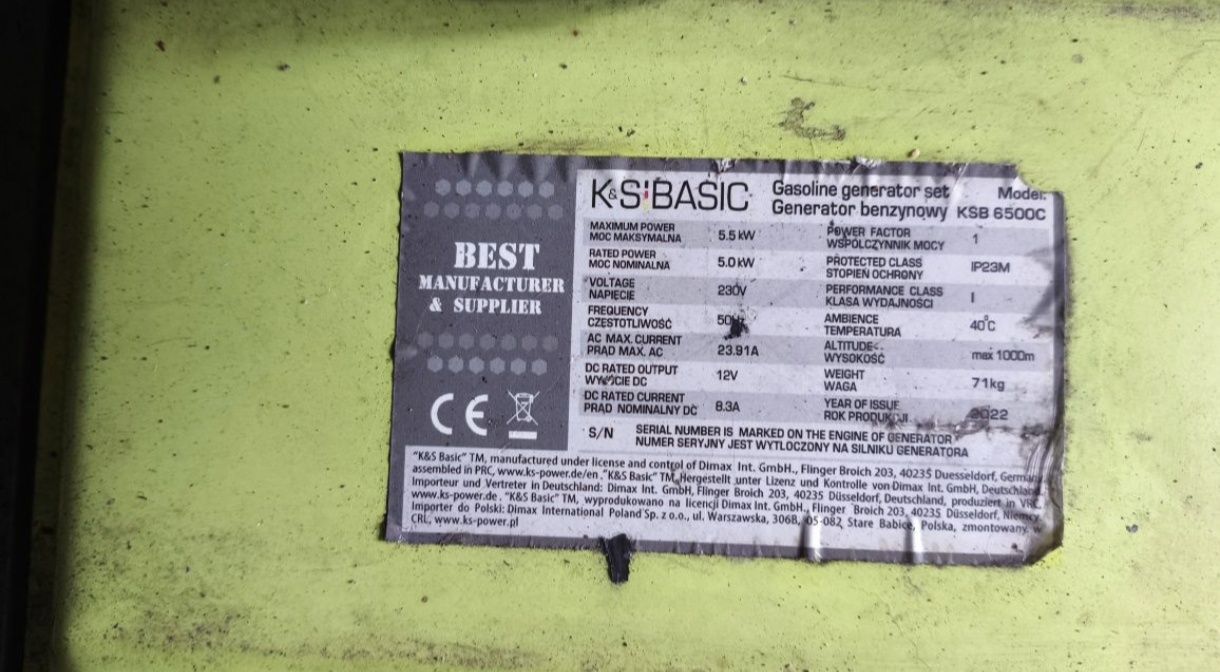 BEST
MANUFACTURER
& SUPPLIER
CE
K&S BASIC
Gasoline generator set
Generator benzynowy
Model:
KSB 6500C
MAXIMUM POWER
MOC MAKSYMALNA
5.5 kW
POWER FACTOR
WSPÓŁCZYNNIK MOCY
1
RATED POWER
MOC NOMINALNA
5.0 kW
PROTECTED CLASS
STOPIEŃ OCHRONY
IP23M
VOLTAGE
NAPIĘCIE
230V
PERFORMANCE CLASS
KLASA WYDAJNOŚCI
I
FREQUENCY
CZĘSTOTLIWOŚĆ
50Hz
AMBIENCE
TEMPERATURA
40°C
AC MAX. CURRENT
PRĄD MAX. AC
23.91A
ALTITUDE
WYSOKOŚĆ
max 1000m
DC RATED OUTPUT
WYJŚCIE DC
12V
WEIGHT
WAGA
71kg
DC RATED CURRENT
PRĄD NOMINALNY DC
8.3A
YEAR OF ISSUE
ROK PRODUKCJI
2022
S/N
SERIAL NUMBER IS MARKED ON THE ENGINE OF GENERATOR
NUMER SERYJNY JEST WYTŁOCZONY NA SILNIKU GENERATORA
"K&S Basic" TM, manufactured under license and control of Dimax Int. GmbH., Flinger Broich 203, 40235 Duesseldorf, Germany
assembled in PRC, www.ks-power.de/en. "K&S Basic" TM, Hergestellt unter Lizenz und Kontrolle von Dimax Int. GmbH, Deutschland
Importeur und Vertreter in Deutschland: Dimax Int. GmbH, Flinger Broich 203, 40235 Düsseldorf, Deutschland, produziert in VRC,
www.ks-power.de. "K&S Basic" TM, wyprodukowano na licencji Dimax Int. GmbH., Flinger Broich 203, 40235 Düsseldorf, Niemcy.
Importer do Polski: Dimax International Poland Sp. z o.o., ul. Warszawska, 306B, 05-082 Stare Babice, Polska, zmontowany w
CRL, www.ks-power.pl